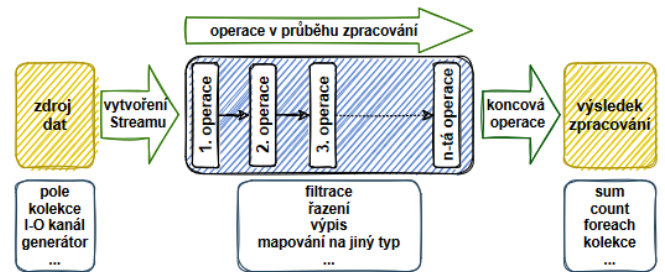 operace v průběhu zpracování
zdroj
dat
vytvoření
Streamu
1. operace
2. operace
3. operace
n-tá operace
koncová
operace
výsledek
zpracování
pole
kolekce
I-O kanál
generátor
...
filtrace
řazení
výpis
mapování na jiný typ
...
sum
count
foreach
kolekce
...